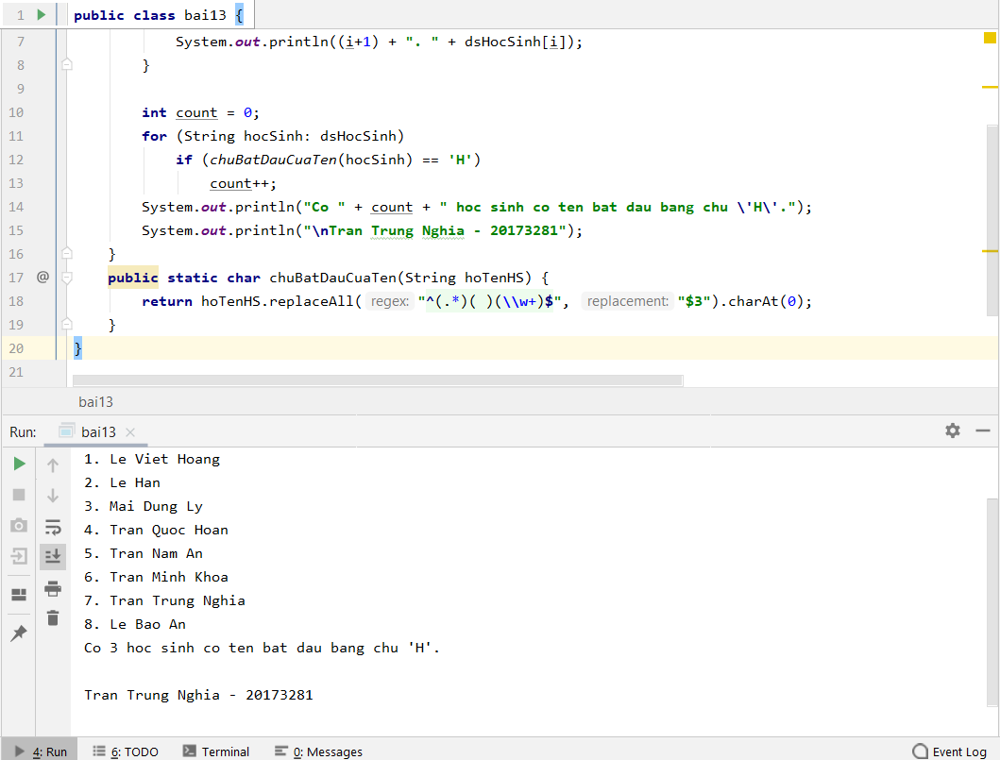 1 public class bai13 {
7 System.out.println((i+1) + ". " + dsHocSinh[i]);
8 }
9
10 int count = 0;
11 for (String hocSinh: dsHocSinh)
12 if (chuBatDauCuaTen(hocSinh) == 'H')
13 count++;
14 System.out.println("Co " + count + " hoc sinh co ten bat dau bang chu \'H\'.");
15 System.out.println("\nTran Trung Nghia - 20173281");
16 }
17 @ public static char chuBatDauCuaTen(String hoTenHS) {
18 return hoTenHS.replaceAll( regex: "^(.*)( )(\\w+)$", replacement: "$3").charAt(0);
19 }
20 }
21
bai13
Run: bai13
1. Le Viet Hoang
2. Le Han
3. Mai Dung Ly
4. Tran Quoc Hoan
5. Tran Nam An
6. Tran Minh Khoa
7. Tran Trung Nghia
8. Le Bao An
Co 3 hoc sinh co ten bat dau bang chu 'H'.
Tran Trung Nghia - 20173281
4: Run 6: TODO Terminal 0: Messages Event Log